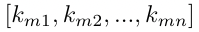 [k_{m1}, k_{m2}, ..., k_{mn}]